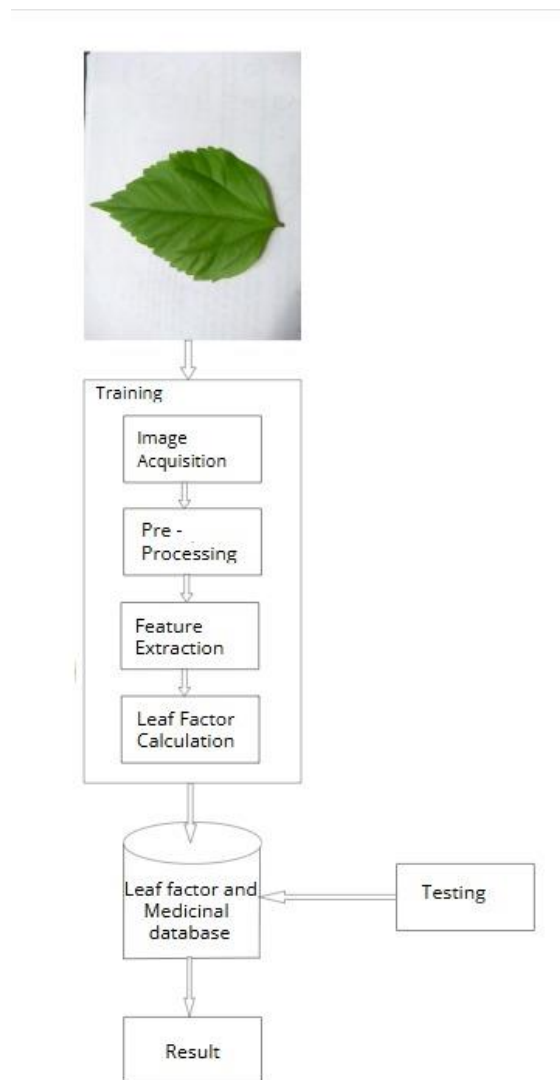 Training
Image
Acquisition
Pre -
Processing
Feature
Extraction
Leaf Factor
Calculation
Leaf factor and
Medicinal
database
Testing
Result